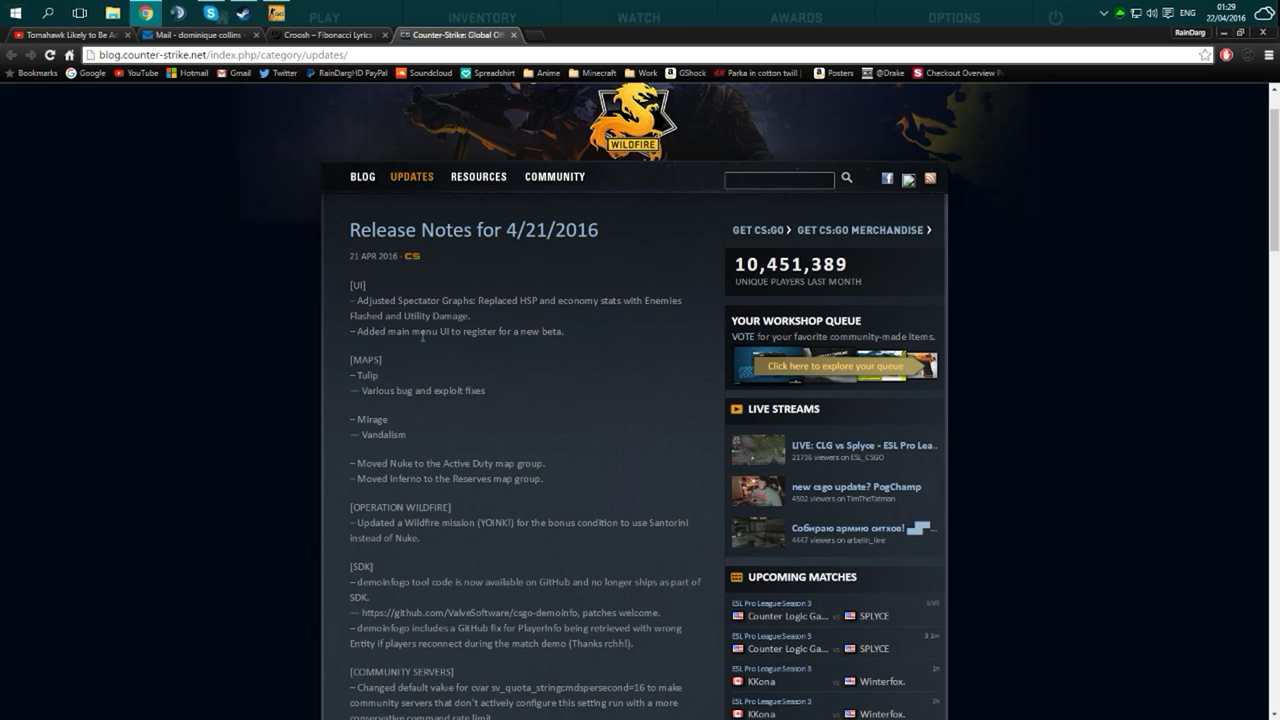 PLAY INVENTORY WATCH AWARDS OPTIONS
ENG 01:29 22/04/2016
Tomahawk Likely to Be A Mail - dominique collins Croosh – Fibonacci Lyrics CS Counter-Strike: Global Of RainDarg
blog.counter-strike.net/index.php/category/updates/
Bookmarks Google YouTube Hotmail Gmail Twitter RainDargHD PayPal Soundcloud Spreadshirt Anime Minecraft Work GShock Parka in cotton twill | Posters @Drake Checkout Overview P
WILDFIRE
BLOG UPDATES RESOURCES COMMUNITY
Release Notes for 4/21/2016
21 APR 2016 - CS
[UI]
– Adjusted Spectator Graphs: Replaced HSP and economy stats with Enemies
Flashed and Utility Damage.
– Added main menu UI to register for a new beta.
[MAPS]
– Tulip
— Various bug and exploit fixes
– Mirage
— Vandalism
– Moved Nuke to the Active Duty map group.
– Moved Inferno to the Reserves map group.
[OPERATION WILDFIRE]
– Updated a Wildfire mission (YOINK!) for the bonus condition to use Santorini
instead of Nuke.
[SDK]
– demoinfogo tool code is now available on GitHub and no longer ships as part of
SDK.
— https://github.com/ValveSoftware/csgo-demoinfo, patches welcome.
– demoinfogo includes a GitHub fix for PlayerInfo being retrieved with wrong
Entity if players reconnect during the match demo (Thanks rchh!).
[COMMUNITY SERVERS]
– Changed default value for cvar sv_quota_stringcmdspersecond=16 to make
community servers that don't actively configure this setting run with a more
conservative command rate limit.
GET CS:GO GET CS:GO MERCHANDISE
10,451,389
UNIQUE PLAYERS LAST MONTH
YOUR WORKSHOP QUEUE
VOTE for your favorite community-made items.
Click here to explore your queue
LIVE STREAMS
LIVE: CLG vs Splyce - ESL Pro Lea..
21736 viewers on ESL_CSGO
new csgo update? PogChamp
4502 viewers on TimTheTatman
Собираю армию ситхов!
4447 viewers on arbelin_live
UPCOMING MATCHES
ESL Pro League Season 3 LIVE
Counter Logic Ga... vs SPLYCE
ESL Pro League Season 3 3.1m
Counter Logic Ga... vs SPLYCE
ESL Pro League Season 3 1h
KKona vs Winterfox.
ESL Pro League Season 3 2h
KKona vs Winterfox.